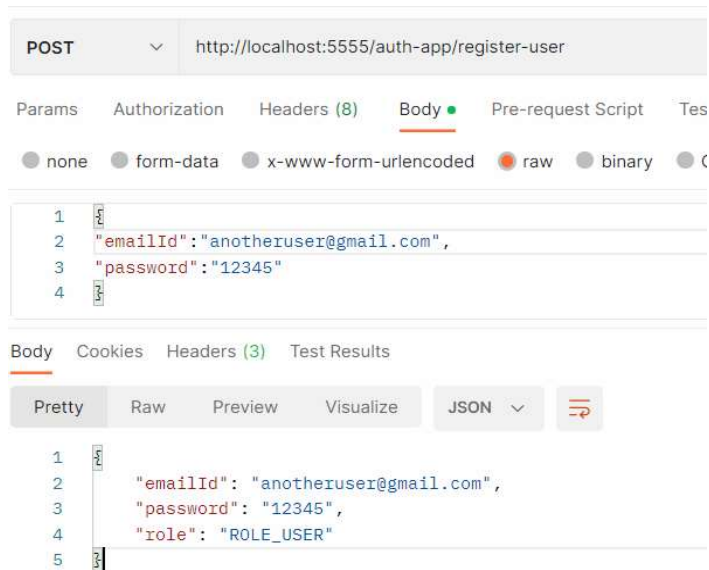 POST http://localhost:5555/auth-app/register-user
Params Authorization Headers (8) Body Pre-request Script Tes
none form-data x-www-form-urlencoded raw binary
1 {
2 "emailId":"anotheruser@gmail.com",
3 "password":"12345"
4 }
Body Cookies Headers (3) Test Results
Pretty Raw Preview Visualize JSON
1 {
2 "emailId": "anotheruser@gmail.com",
3 "password": "12345",
4 "role": "ROLE_USER"
5 }